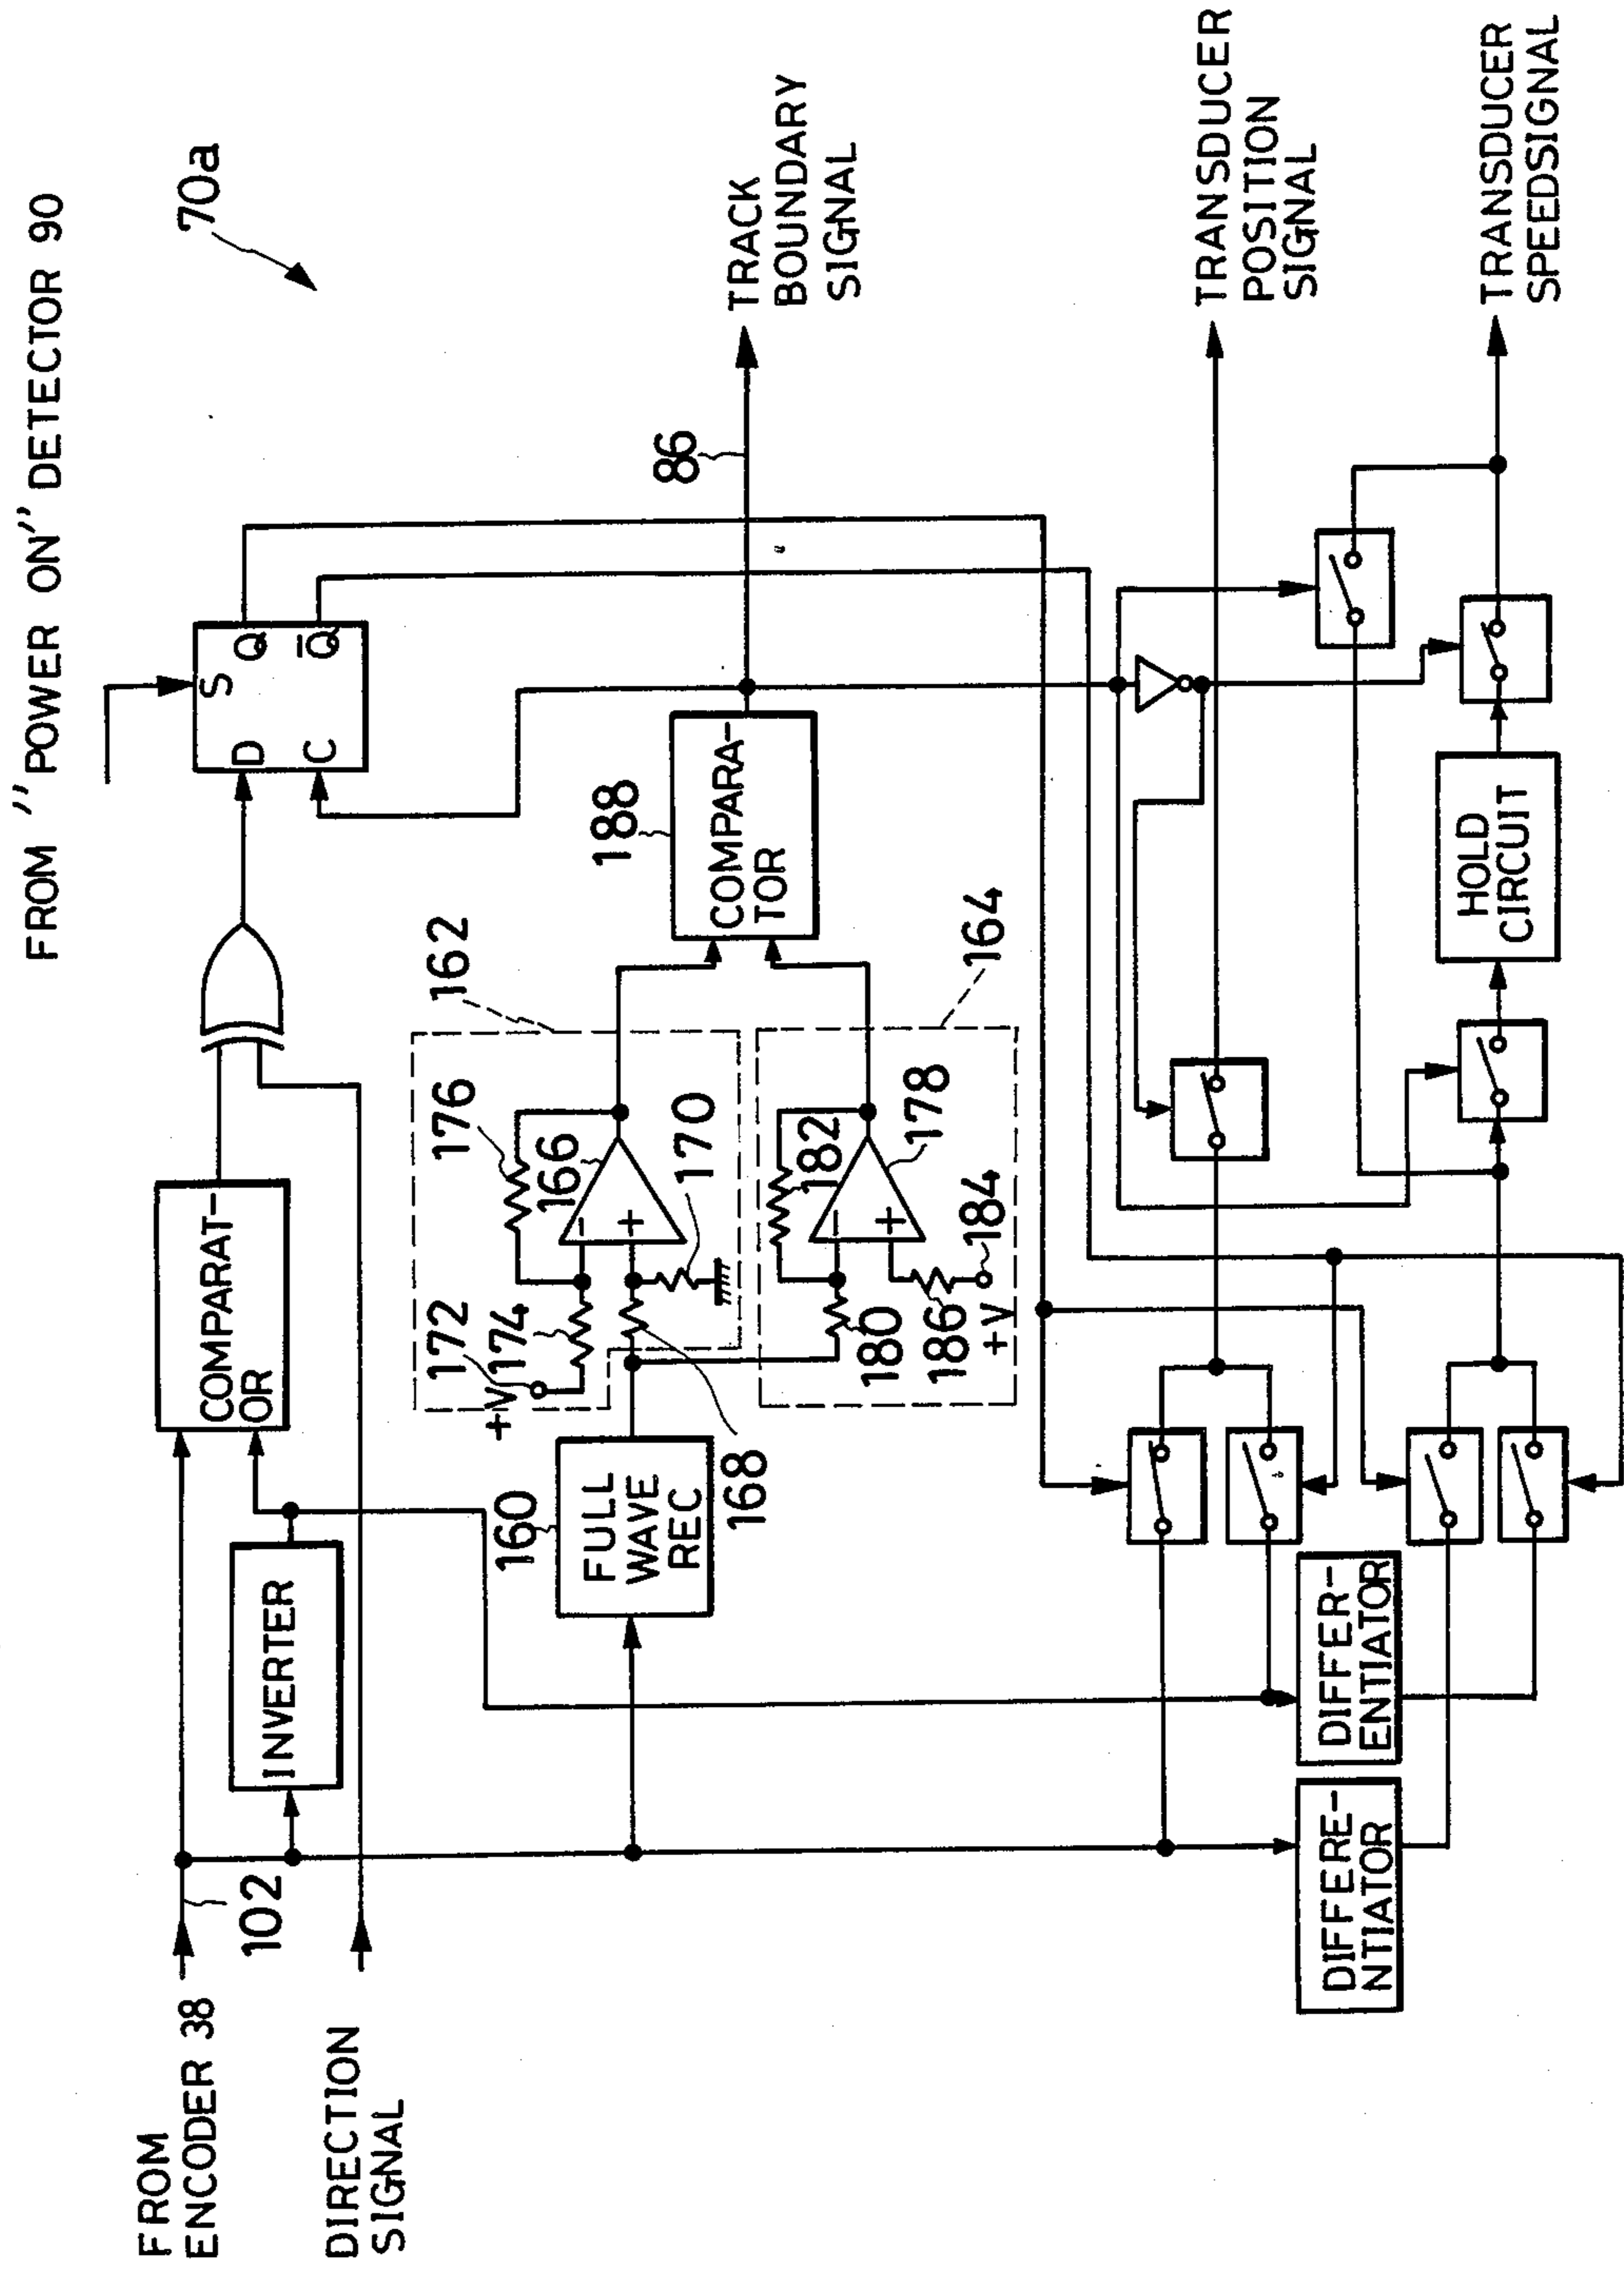 FROM "POWER ON" DETECTOR 90
70a
S
D
Q
C
Q̅
COMPARAT-
OR
INVERTER
FROM
ENCODER 38
102
DIRECTION
SIGNAL
162
176
166
170
172
174
+V
−
+
168
160
FULL
WAVE
REC
188
COMPARA-
TOR
86
TRACK
BOUNDARY
SIGNAL
164
182
178
180
186
184
+V
−
+
TRANSDUCER
POSITION
SIGNAL
DIFFER-
ENTIATOR
DIFFERE-
NTIATOR
HOLD
CIRCUIT
TRANSDUCER
SPEEDSIGNAL